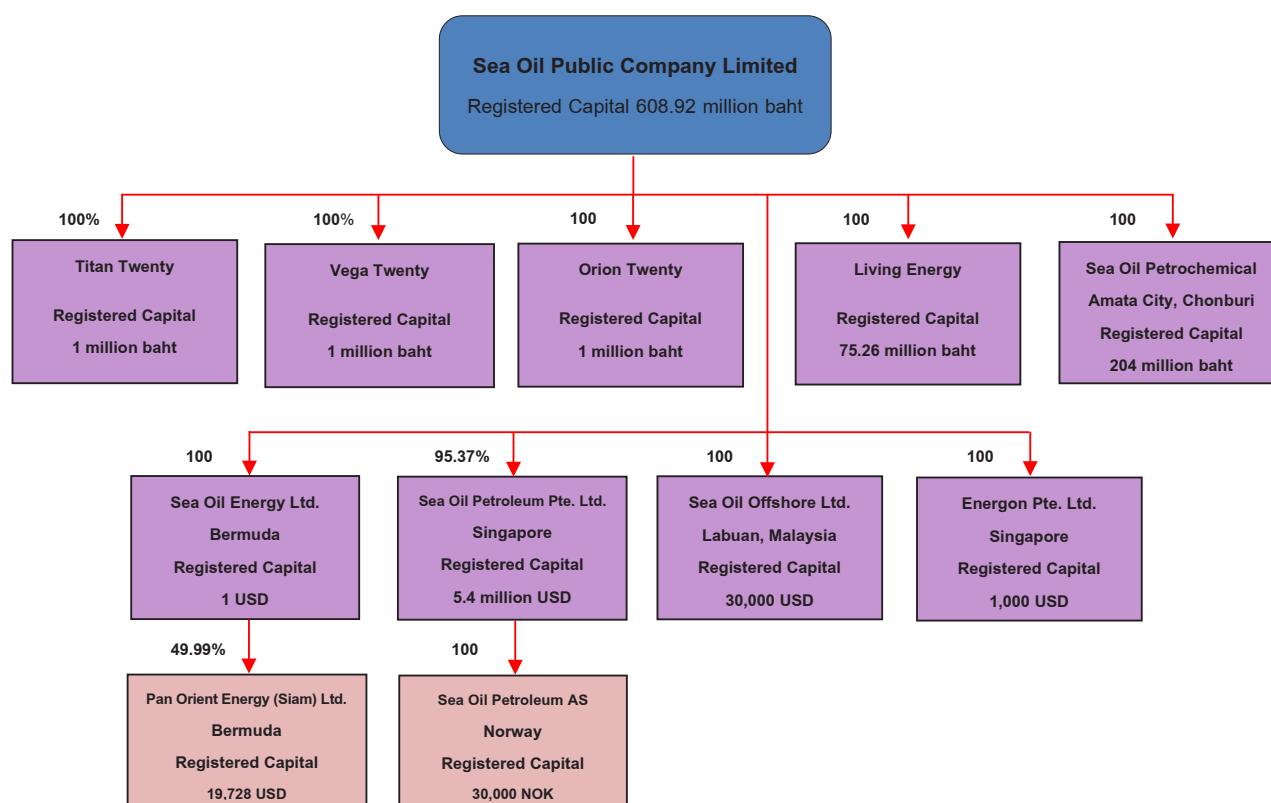 Sea Oil Public Company Limited
Registered Capital 608.92 million baht
100%
100%
100
100
100
Titan Twenty
Registered Capital
1 million baht
Vega Twenty
Registered Capital
1 million baht
Orion Twenty
Registered Capital
1 million baht
Living Energy
Registered Capital
75.26 million baht
Sea Oil Petrochemical
Amata City, Chonburi
Registered Capital
204 million baht
100
95.37%
100
100
Sea Oil Energy Ltd.
Bermuda
Registered Capital
1 USD
Sea Oil Petroleum Pte. Ltd.
Singapore
Registered Capital
5.4 million USD
Sea Oil Offshore Ltd.
Labuan, Malaysia
Registered Capital
30,000 USD
Energon Pte. Ltd.
Singapore
Registered Capital
1,000 USD
49.99%
100
Pan Orient Energy (Siam) Ltd.
Bermuda
Registered Capital
19,728 USD
Sea Oil Petroleum AS
Norway
Registered Capital
30,000 NOK